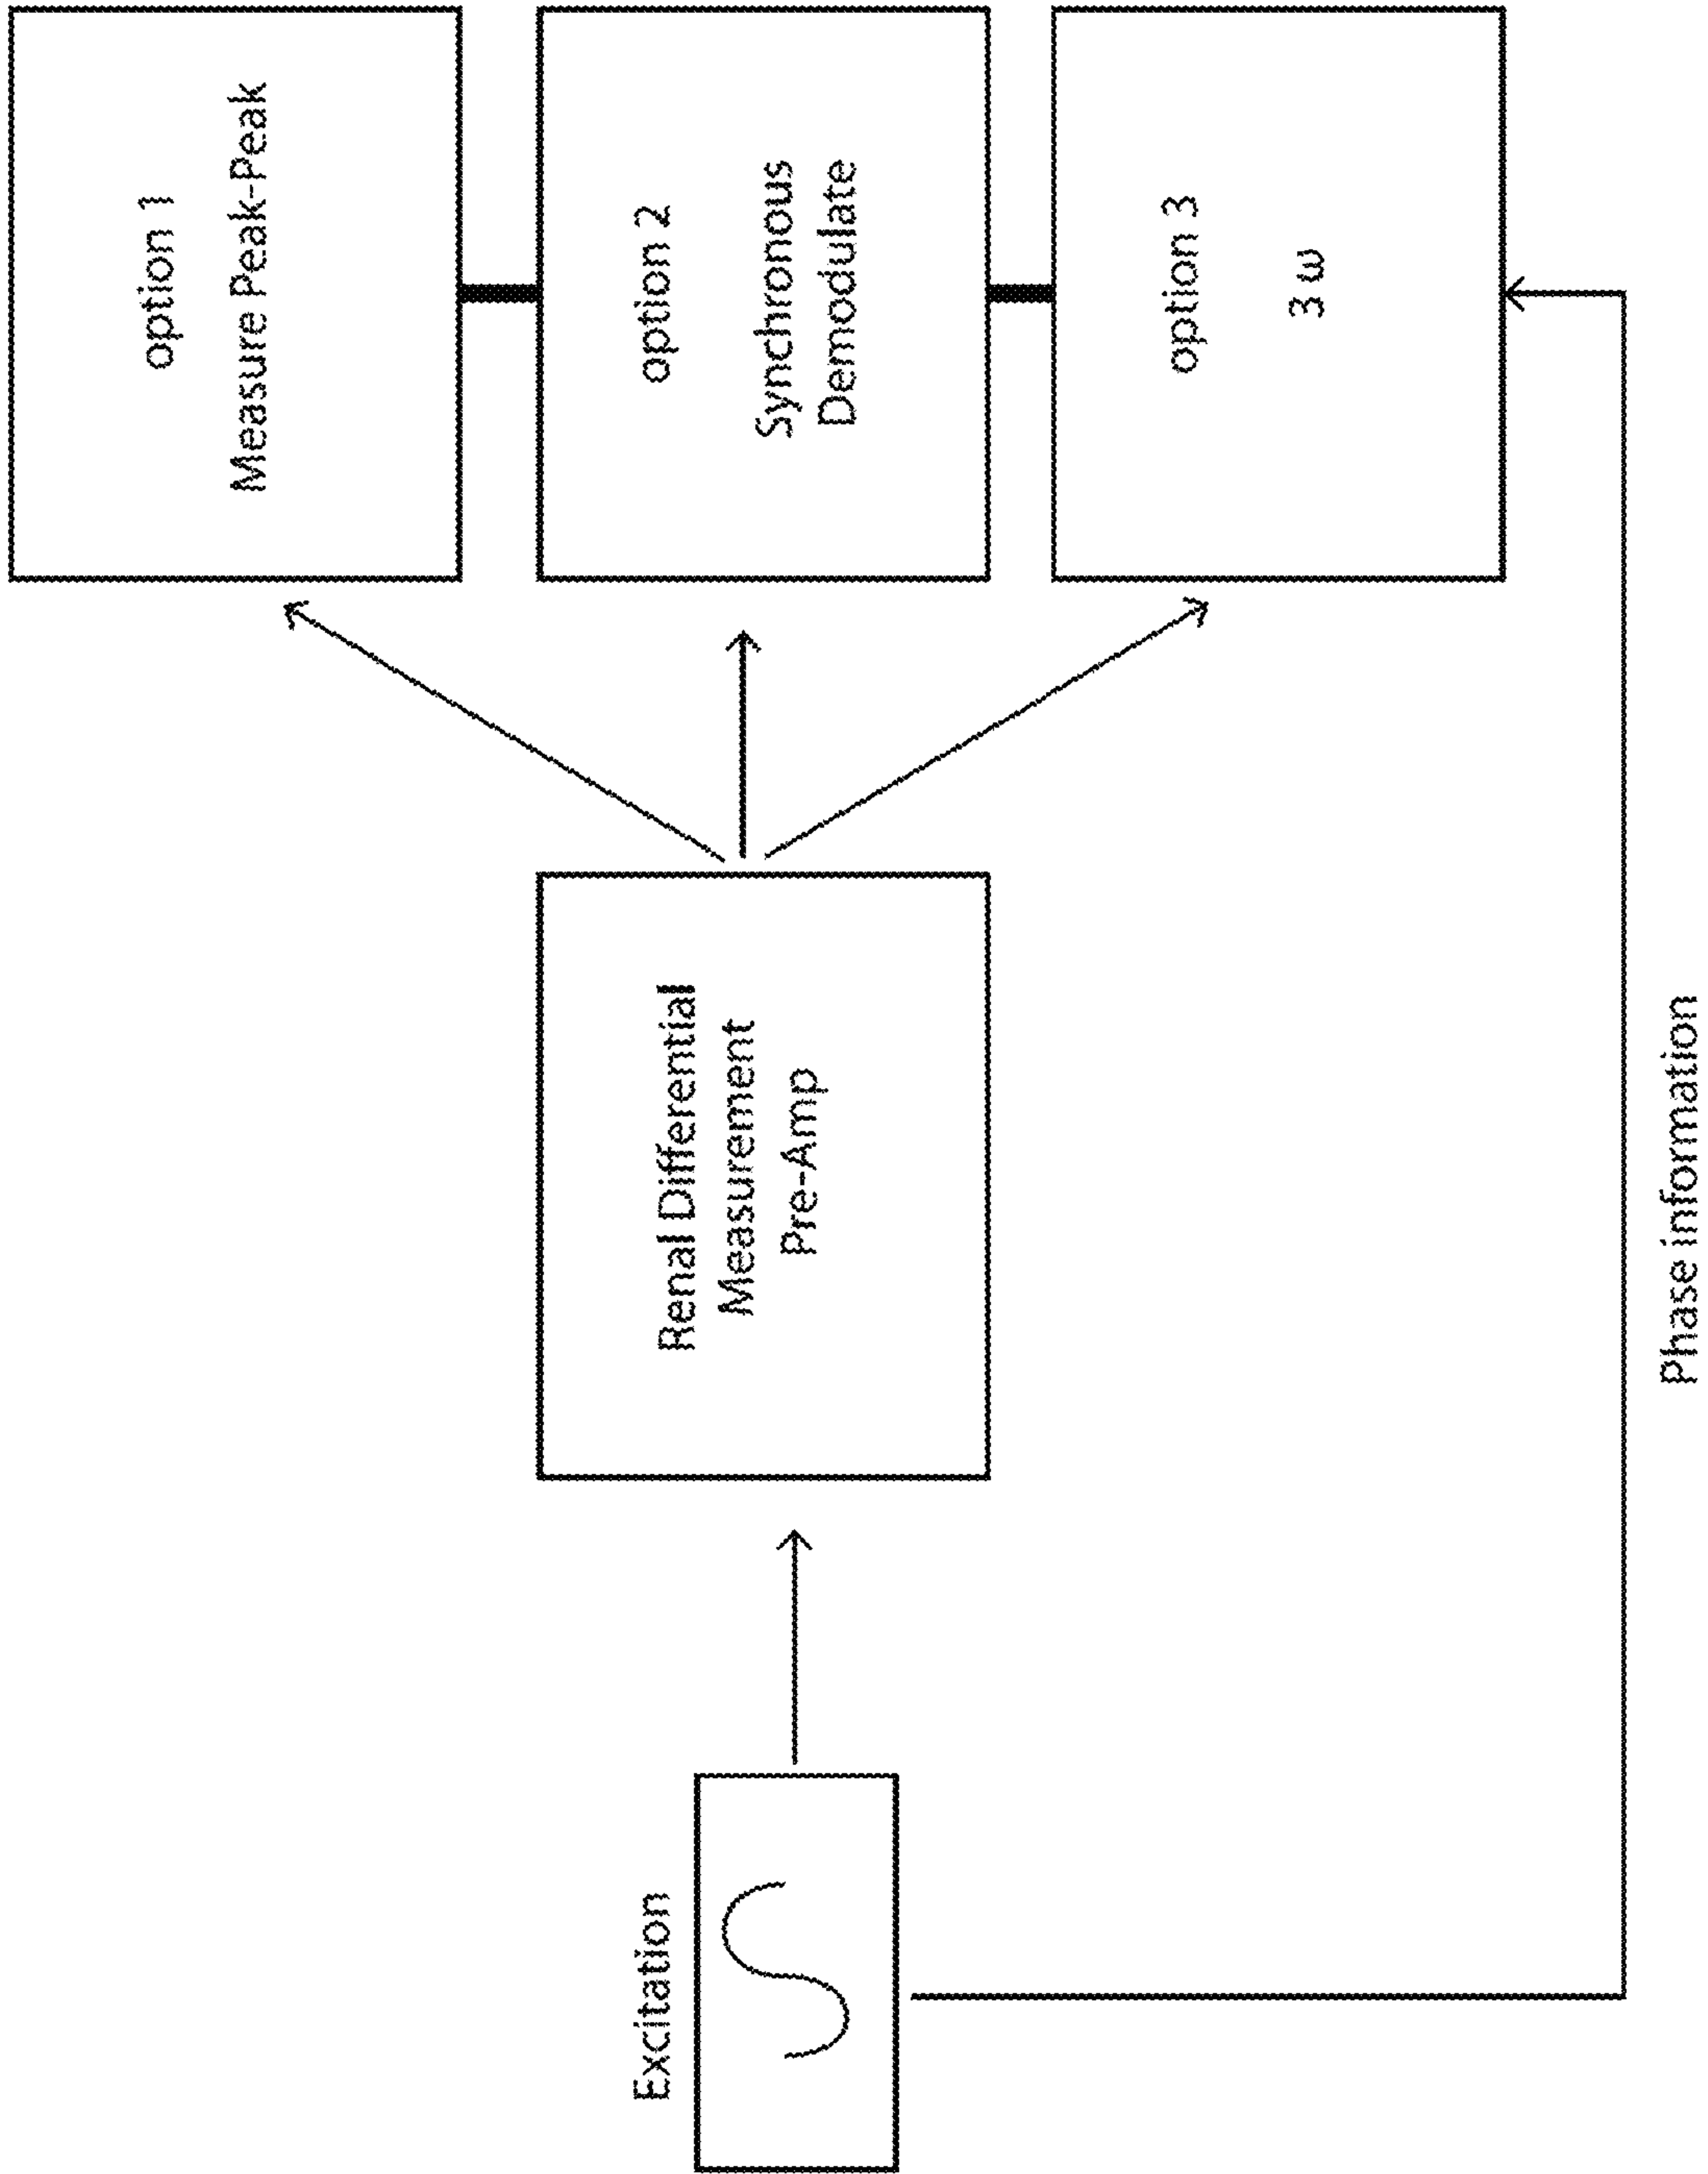 Excitation
Renal Differential
Measurement
Pre-Amp
option 1
Measure Peak-Peak
option 2
Synchronous
Demodulate
option 3
3 ω
Phase information